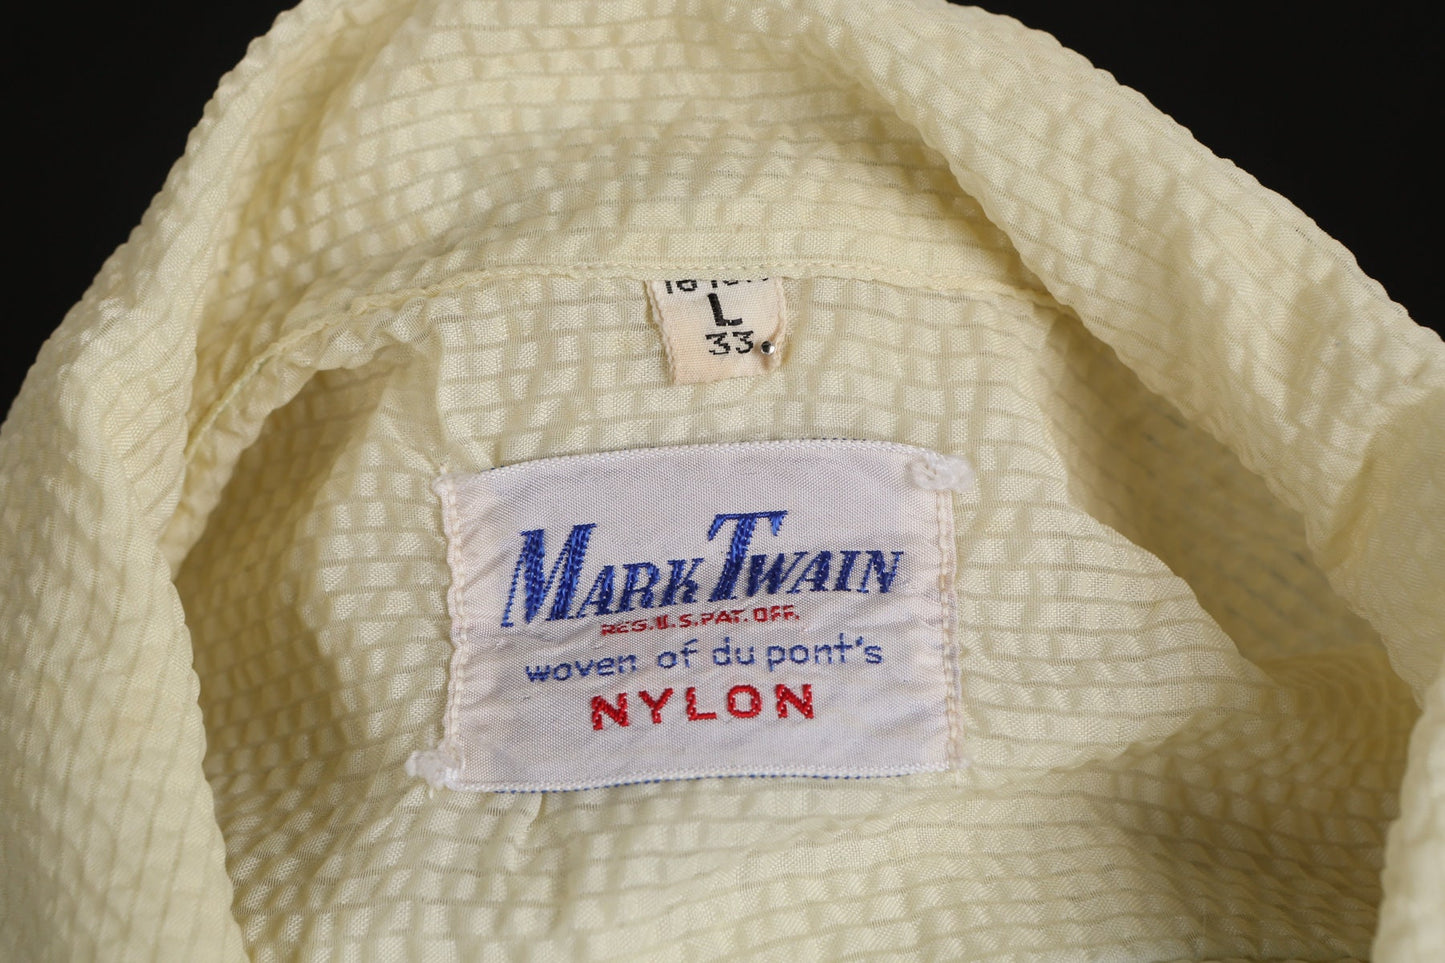 L
33
MARK TWAIN
REG. U.S. PAT. OFF.
woven of du pont's
NYLON